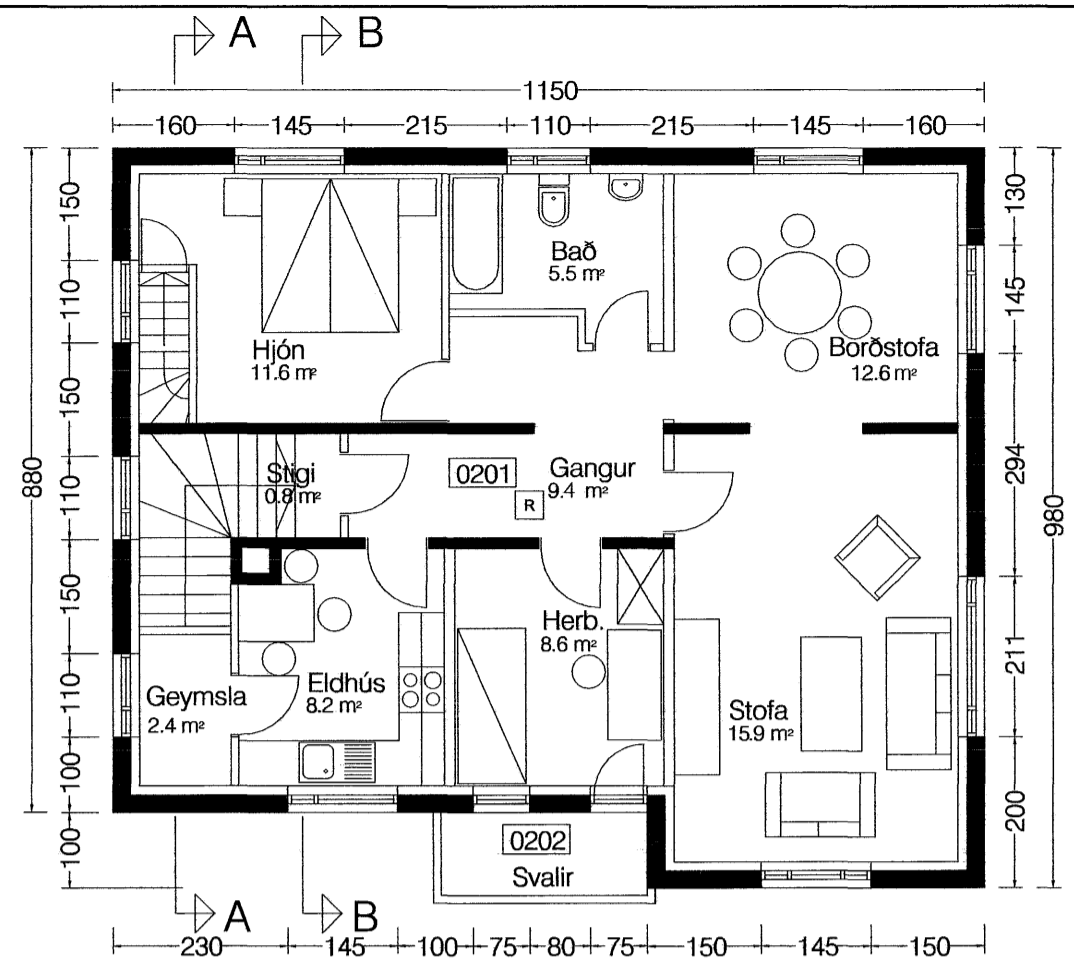 A B
1150
160 145 215 110 215 145 160
150
110
150
110
150
110
100
100
880
130
145
294
211
200
980
Bað
5.5 m²
Hjón
11.6 m²
Borðstofa
12.6 m²
Stigi
0.8 m²
0201
R
Gangur
9.4 m²
Herb.
8.6 m²
Geymsla
2.4 m²
Eldhús
8.2 m²
Stofa
15.9 m²
0202
Svalir
A B
230 145 100 75 80 75 150 145 150